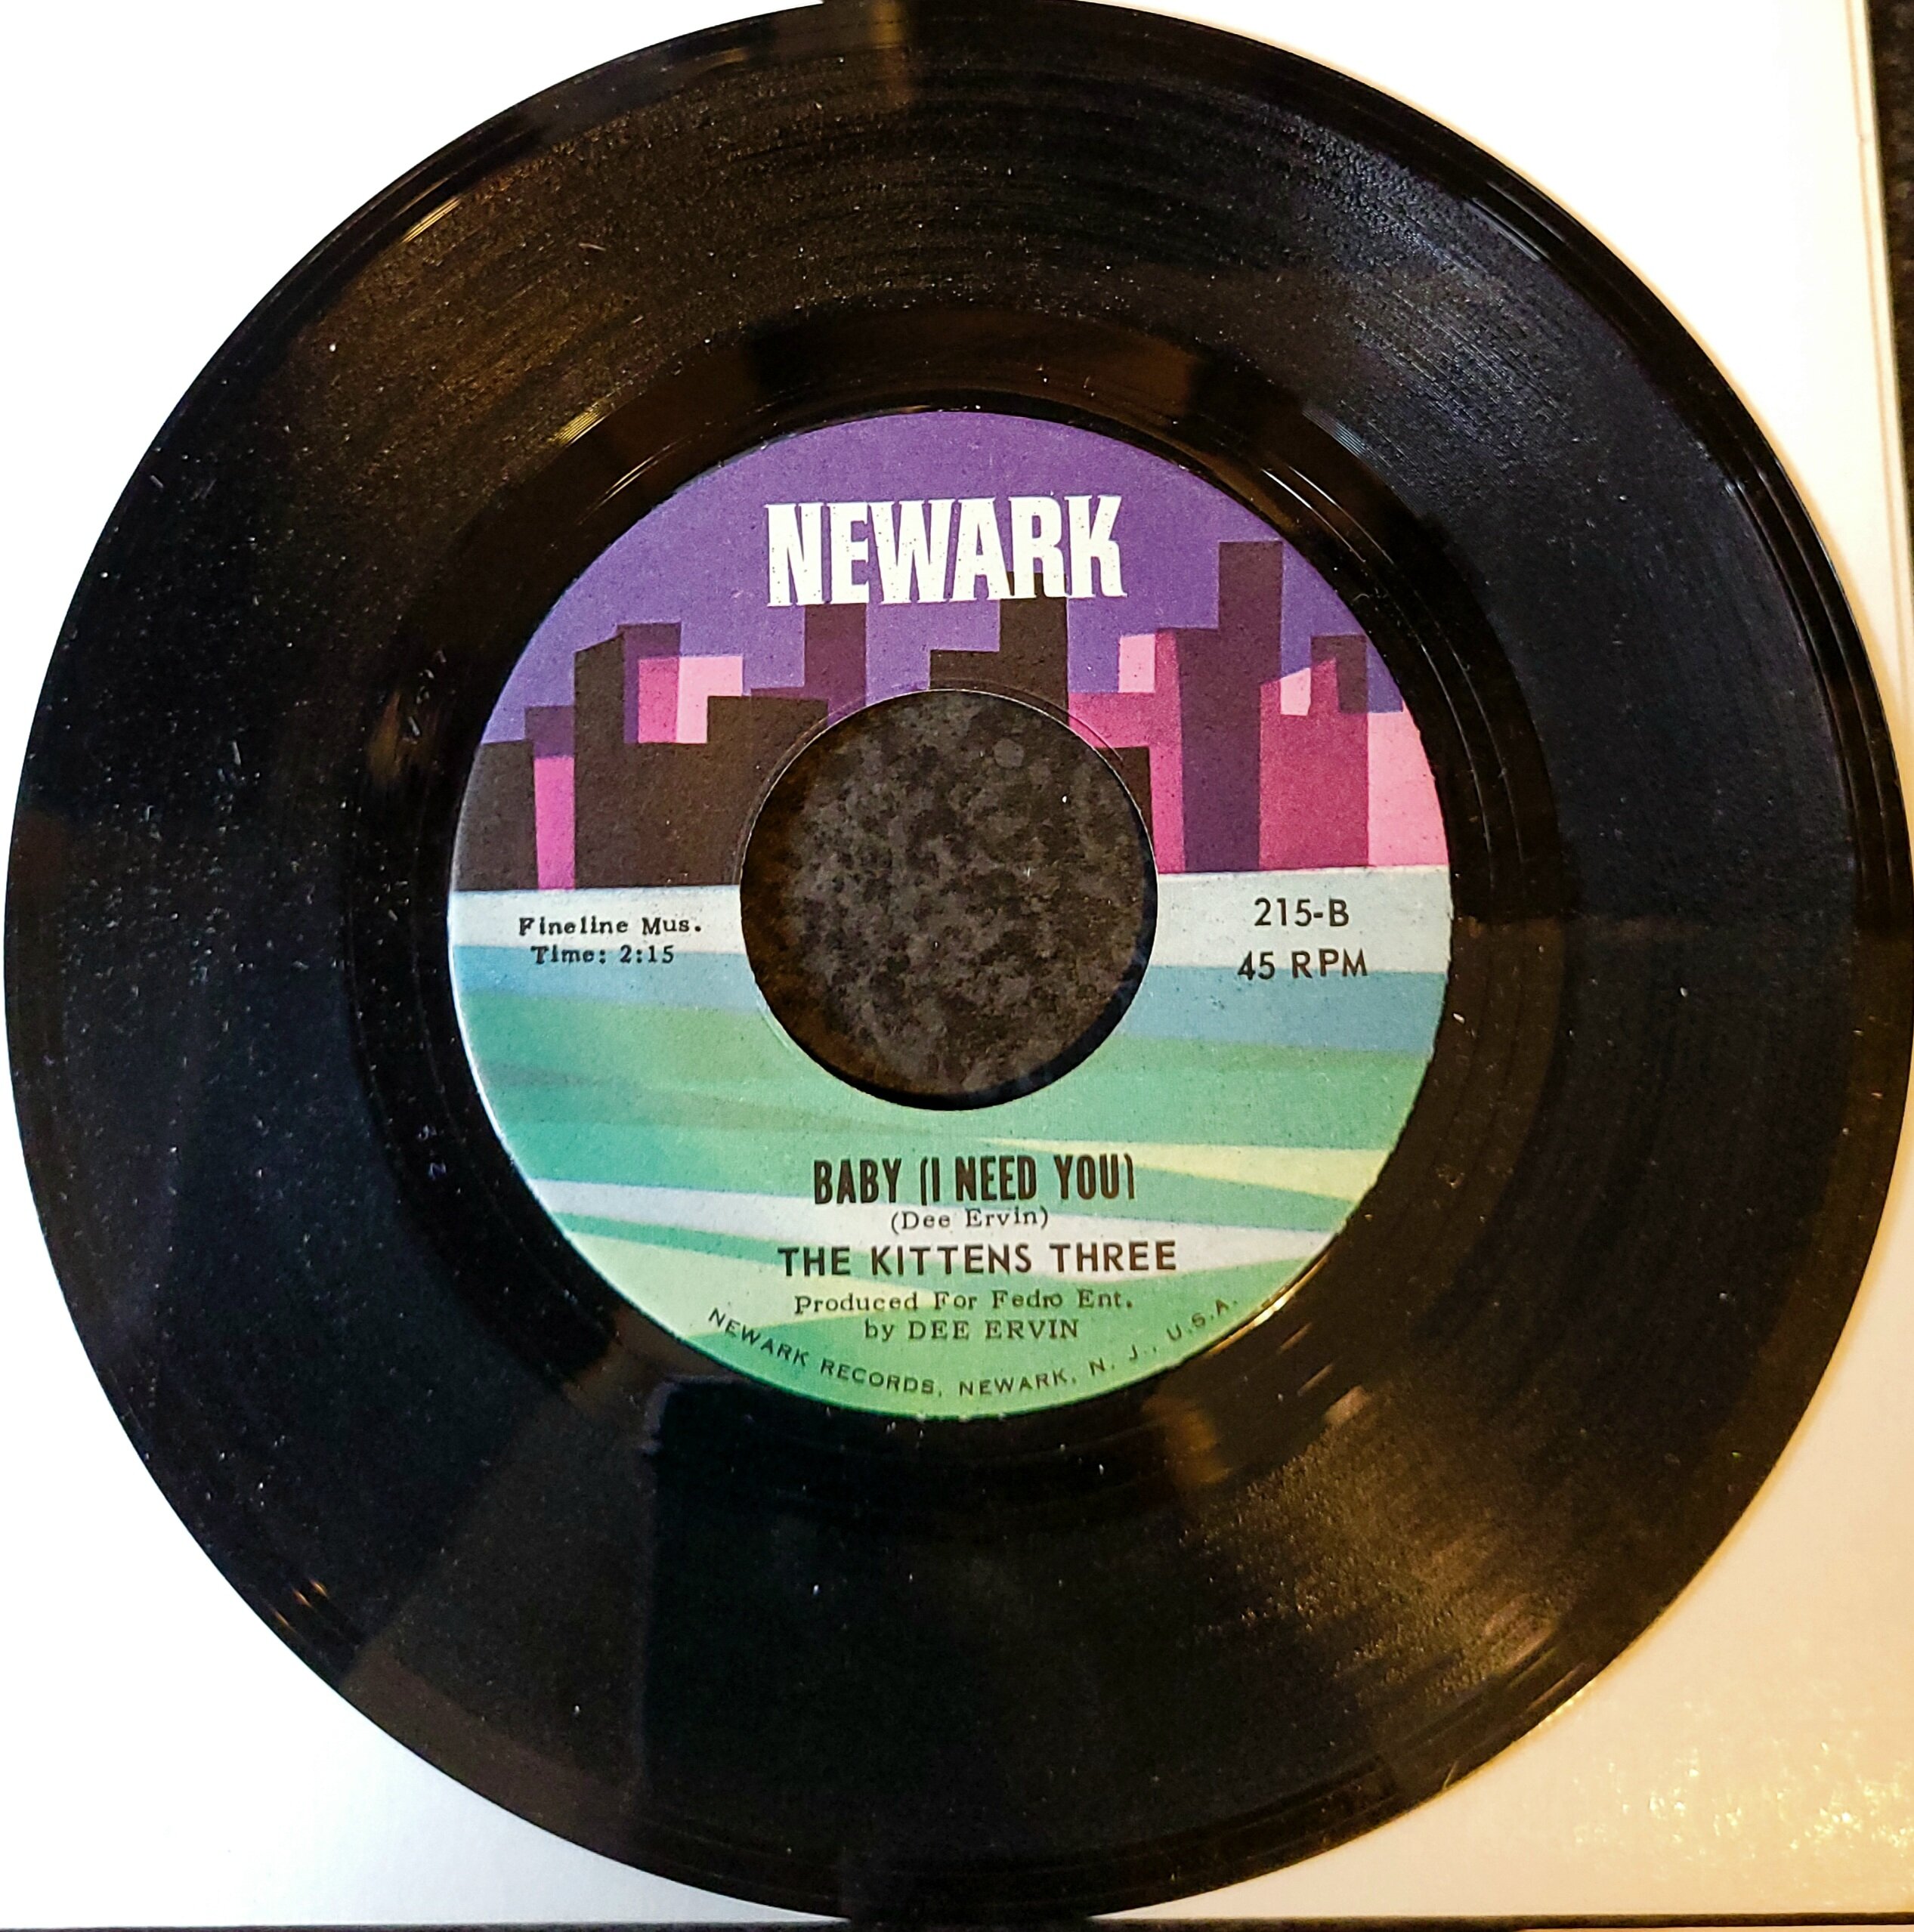 NEWARK
Fineline Mus.
Time: 2:15
215-B
45 RPM
BABY (I NEED YOU)
(Dee Ervin)
THE KITTENS THREE
Produced For Fedro Ent.
by DEE ERVIN
NEWARK RECORDS, NEWARK, N. J., U.S.A.